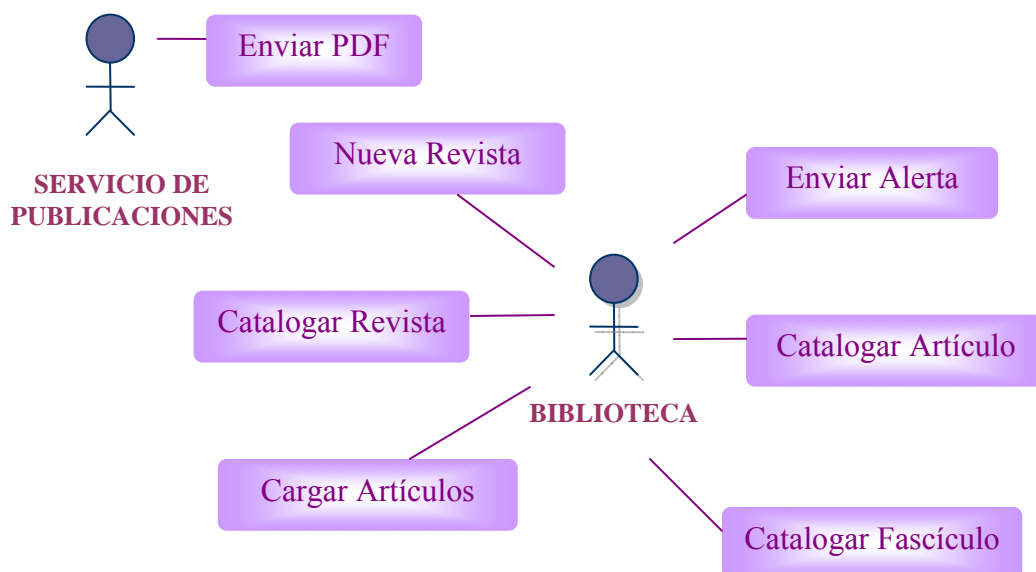 Enviar PDF
SERVICIO DE
PUBLICACIONES
Nueva Revista
Enviar Alerta
Catalogar Revista
Catalogar Artículo
BIBLIOTECA
Cargar Artículos
Catalogar Fascículo